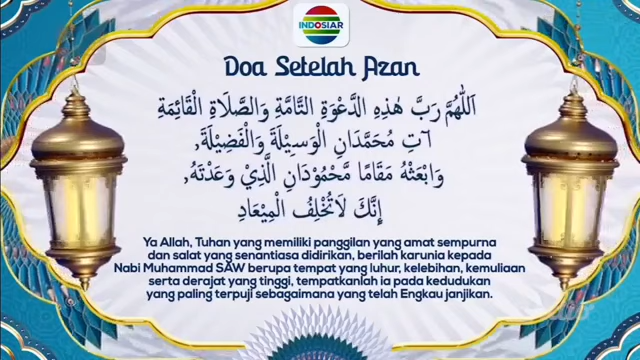 INDOSIAR
Doa Setelah Azan
اَللّٰهُمَّ رَبَّ هٰذِهِ الدَّعْوَةِ التَّامَّةِ وَالصَّلَاةِ الْقَائِمَةِ
آتِ مُحَمَّدَانِ الْوَسِيْلَةَ وَالْفَضِيْلَةَ,
وَابْعَثْهُ مَقَامًا مَّحْمُوْدَانِ الَّذِيْ وَعَدْتَهُ,
إِنَّكَ لَاتُخْلِفُ الْمِيْعَادِ
Ya Allah, Tuhan yang memiliki panggilan yang amat sempurna
dan salat yang senantiasa didirikan, berilah karunia kepada
Nabi Muhammad SAW berupa tempat yang luhur, kelebihan, kemuliaan
serta derajat yang tinggi, tempatkanlah ia pada kedudukan
yang paling terpuji sebagaimana yang telah Engkau janjikan.